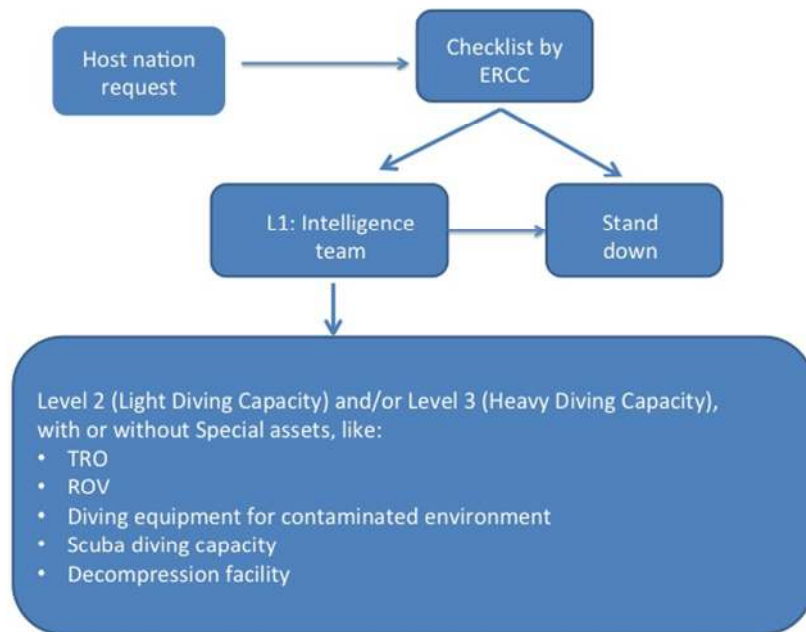 Host nation
request
Checklist by
ERCC
L1: Intelligence
team
Stand
down
Level 2 (Light Diving Capacity) and/or Level 3 (Heavy Diving Capacity),
with or without Special assets, like:
• TRO
• ROV
• Diving equipment for contaminated environment
• Scuba diving capacity
• Decompression facility